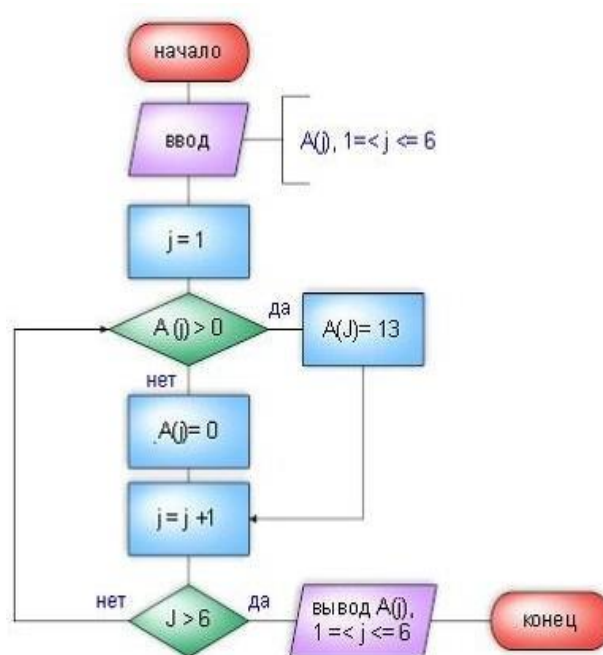 начало
ввод
A(j), 1=< j <= 6
j = 1
A (j) > 0
да
A(J)= 13
нет
A(j)= 0
j= j +1
нет
J > 6
да
вывод A(j),
1 =< j <= 6
конец